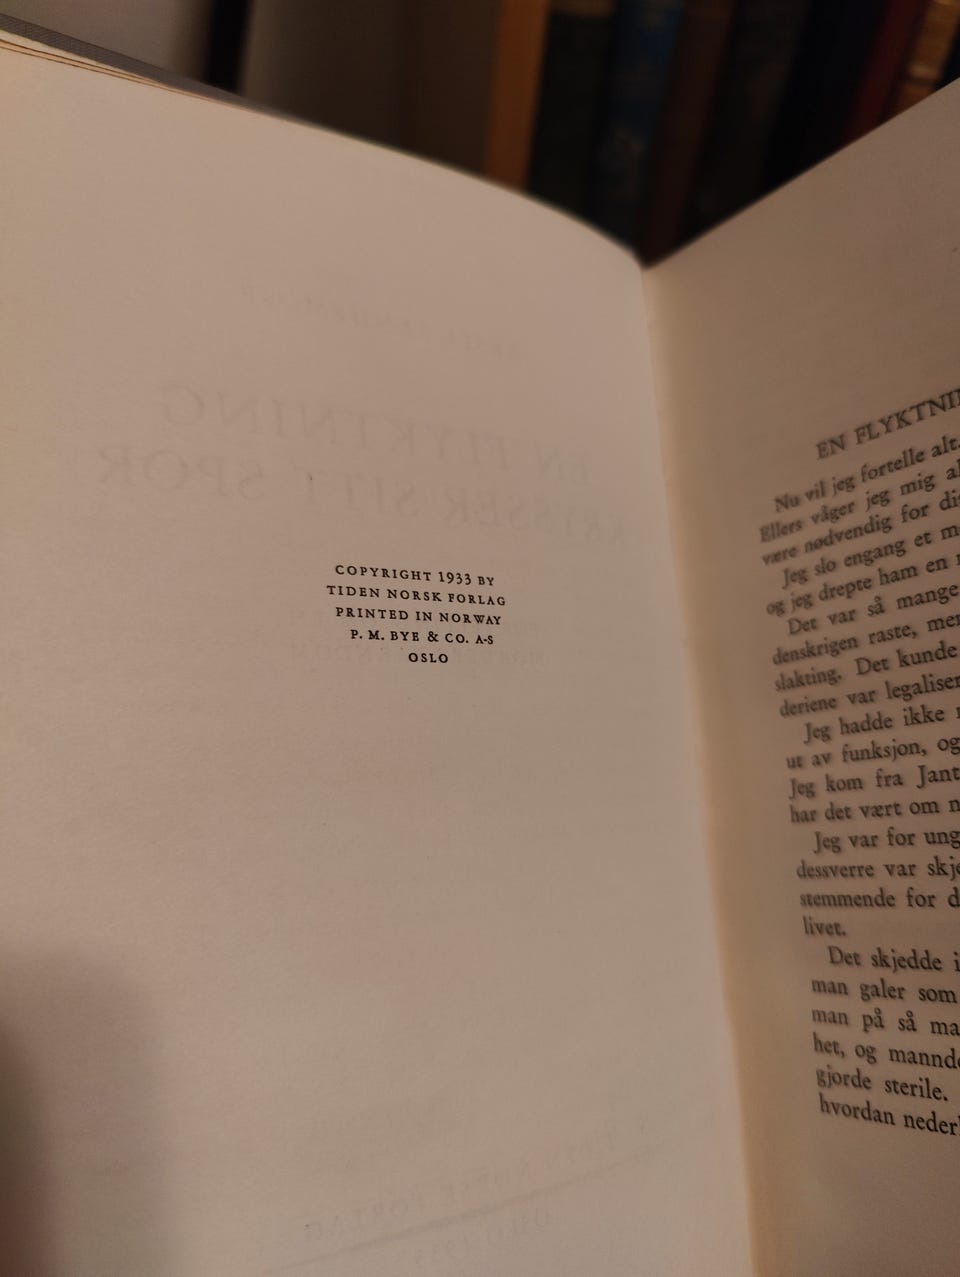 COPYRIGHT 1933 BY
TIDEN NORSK FORLAG
PRINTED IN NORWAY
P. M. BYE & CO. A-S
OSLO
EN FLYKTNI
Nu vil jeg fortelle alt.
Ellers våger jeg mig
være nødvendig for
Jeg slo engang et
og jeg drepte ham en
Det var så mange
denskrigen raste,
slakting. Det kunde
deriene var legaliser
Jeg hadde ikke
ut av funksjon, og
Jeg kom fra Jant
har det vært om
Jeg var for ung
dessverre var skj
stemmende for
livet.
Det skjedde i
man galer som
man på så ma
het, og mannd
gjorde sterile.
hvordan neder